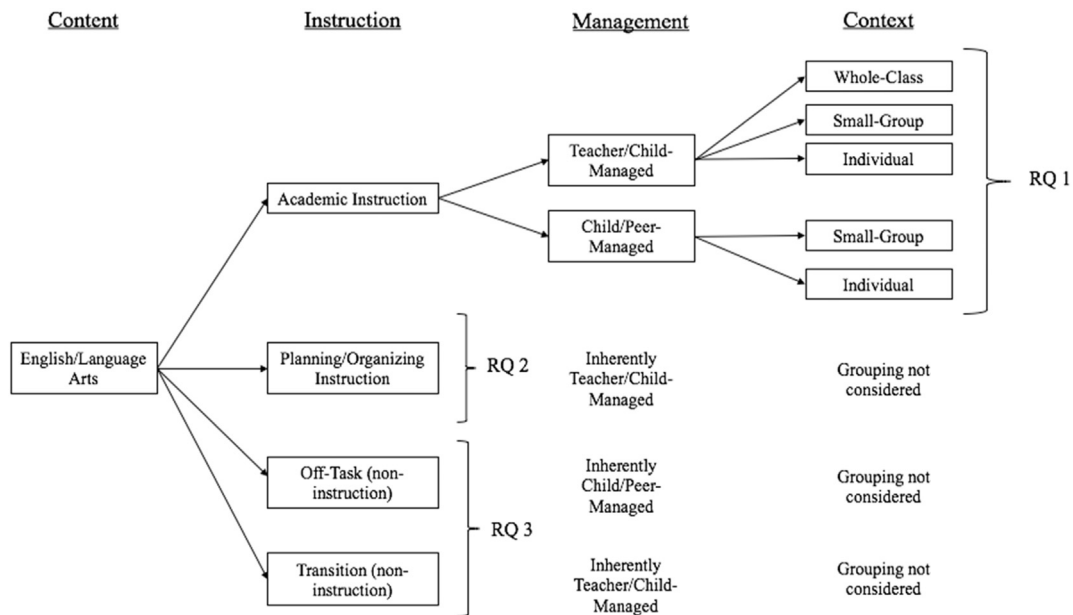 Content
Instruction
Management
Context
Whole-Class
Small-Group
Teacher/Child-
Managed
Individual
RQ 1
Academic Instruction
Child/Peer-
Managed
Small-Group
Individual
English/Language
Arts
Planning/Organizing
Instruction
RQ 2
Inherently
Teacher/Child-
Managed
Grouping not
considered
Off-Task (non-
instruction)
Inherently
Child/Peer-
Managed
Grouping not
considered
RQ 3
Transition (non-
instruction)
Inherently
Teacher/Child-
Managed
Grouping not
considered